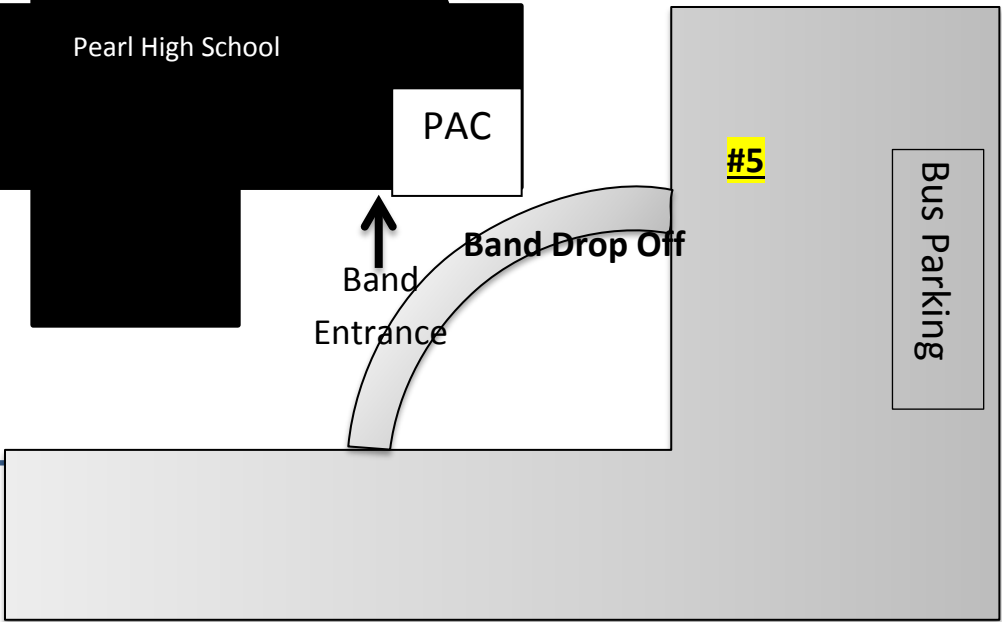 Pearl High School
PAC
#5
Bus Parking
Band Drop Off
Band
Entrance